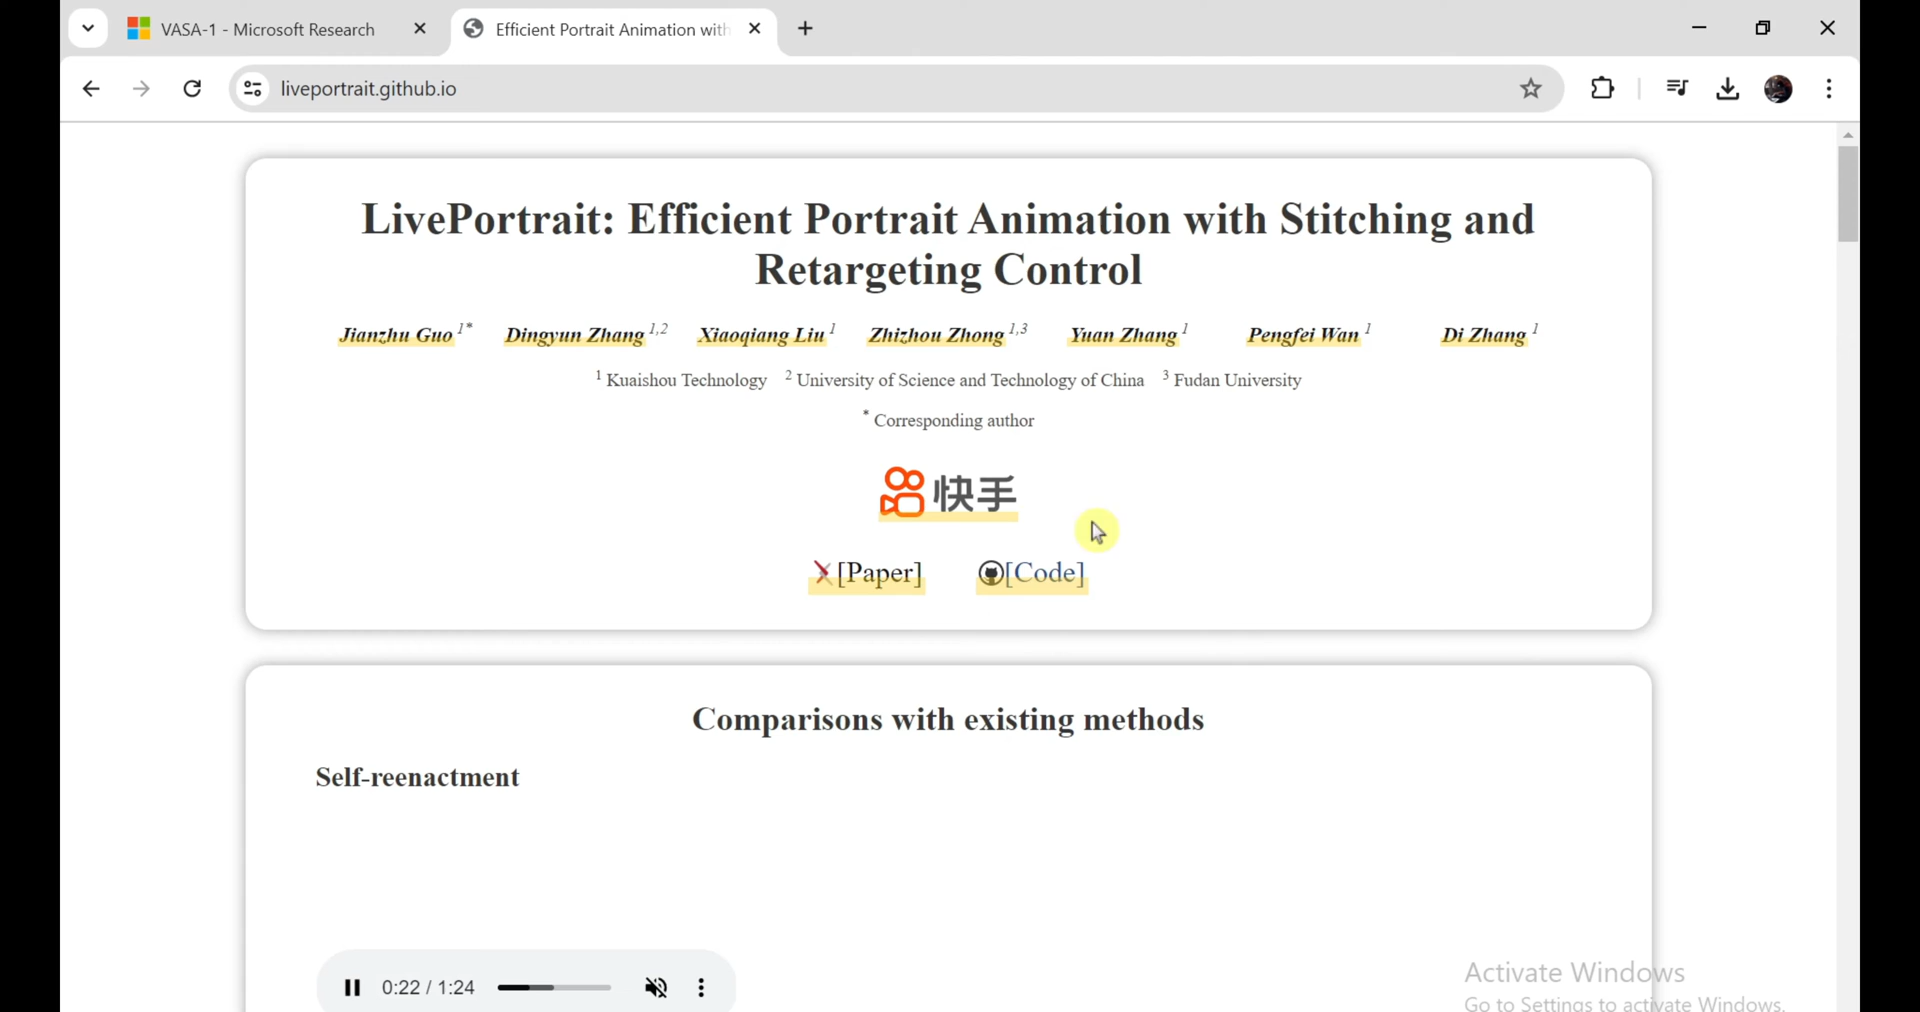 VASA-1 - Microsoft Research
Efficient Portrait Animation with
liveportrait.github.io
LivePortrait: Efficient Portrait Animation with Stitching and
Retargeting Control
Jianzhu Guo 1* Dingyun Zhang 1,2 Xiaoqiang Liu 1 Zhizhou Zhong 1,3 Yuan Zhang 1 Pengfei Wan 1 Di Zhang 1
1 Kuaishou Technology 2 University of Science and Technology of China 3 Fudan University
* Corresponding author
快手
[Paper] [Code]
Comparisons with existing methods
Self-reenactment
0:22 / 1:24
Activate Windows
Go to Settings to activate Windows.